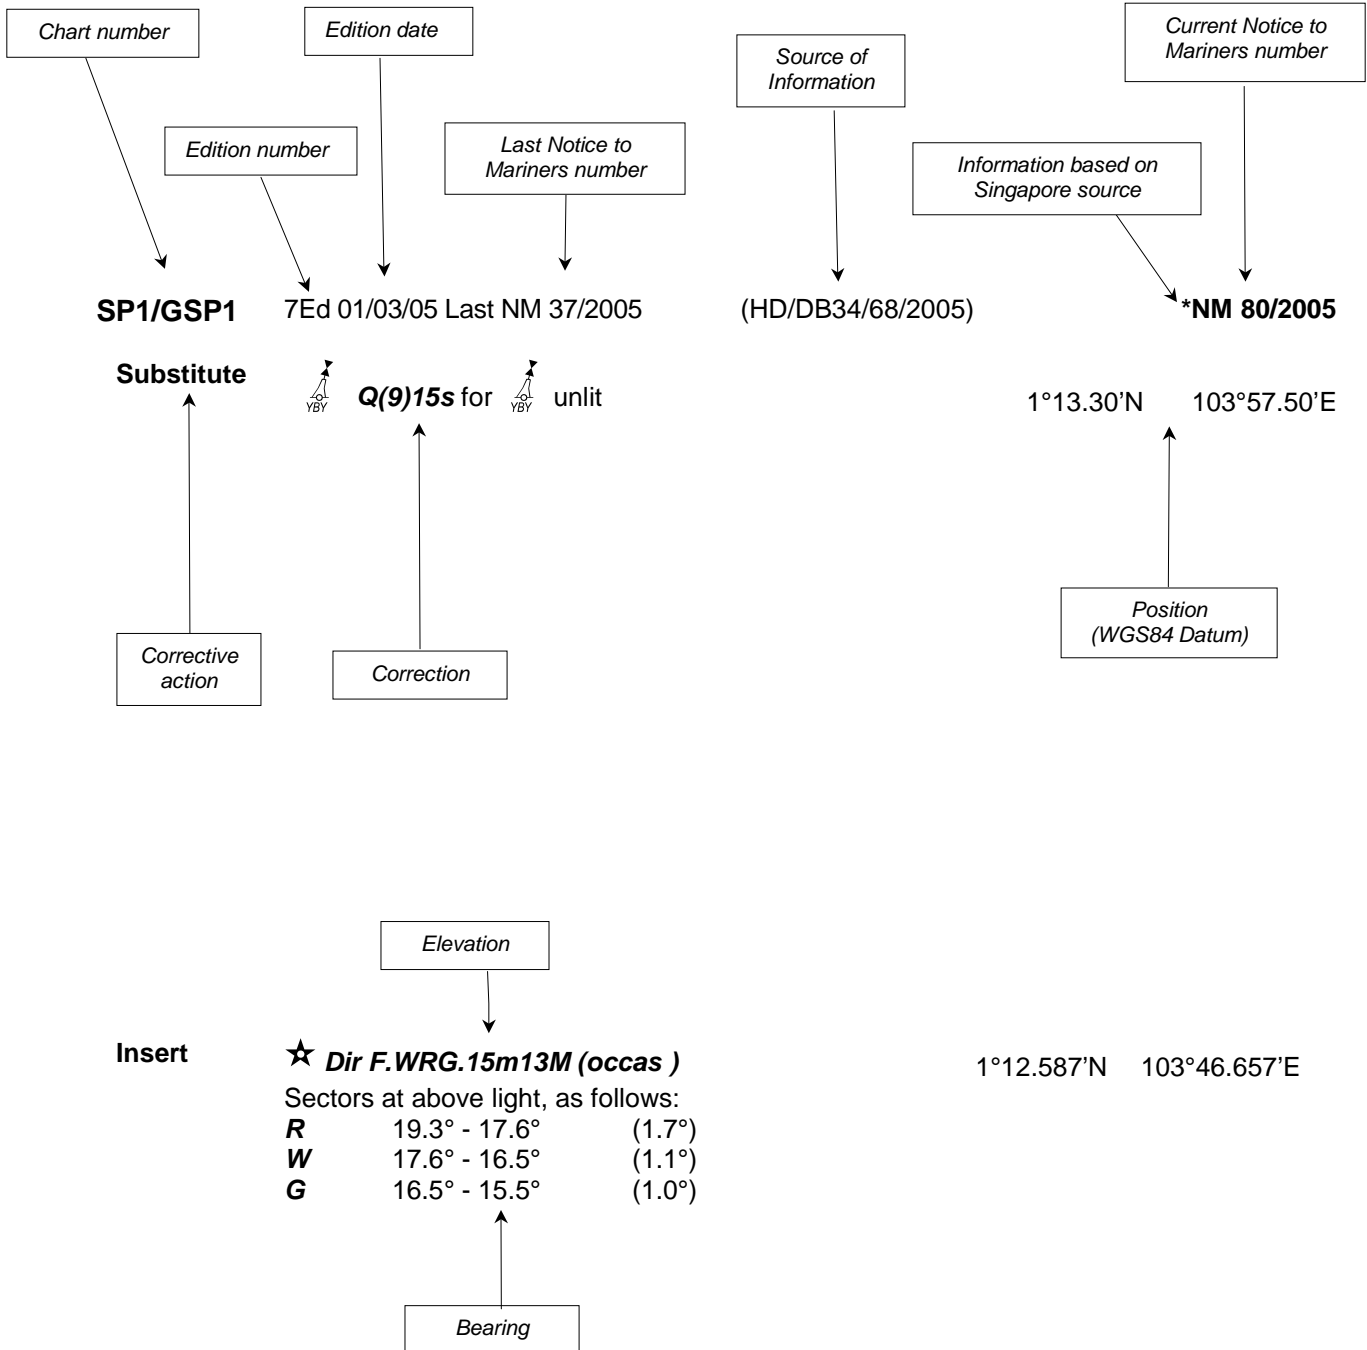 Chart number
Edition date
Source of
Information
Current Notice to
Mariners number
Edition number
Last Notice to
Mariners number
Information based on
Singapore source
SP1/GSP1 7Ed 01/03/05 Last NM 37/2005 (HD/DB34/68/2005) *NM 80/2005
Substitute YBY Q(9)15s for YBY unlit 1°13.30’N 103°57.50’E
Corrective
action
Correction
Position
(WGS84 Datum)
Elevation
Insert Dir F.WRG.15m13M (occas ) 1°12.587’N 103°46.657’E
Sectors at above light, as follows:
R 19.3° - 17.6° (1.7°)
W 17.6° - 16.5° (1.1°)
G 16.5° - 15.5° (1.0°)
Bearing